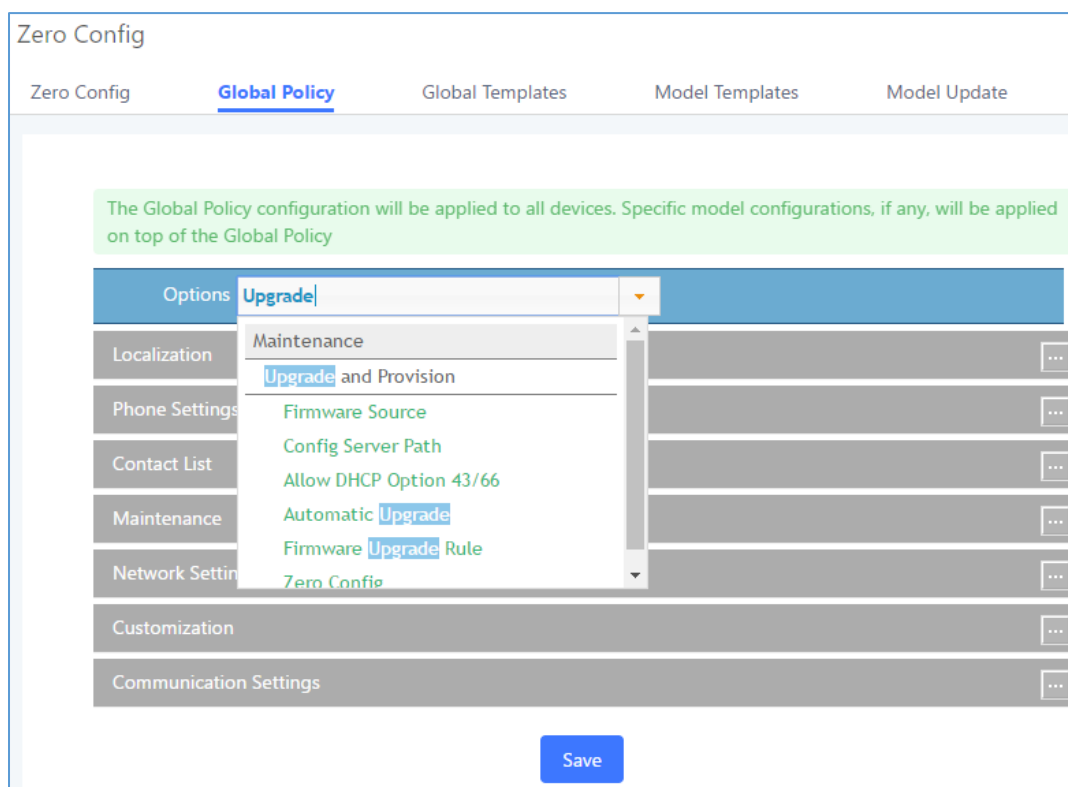 Zero Config
Zero Config Global Policy Global Templates Model Templates Model Update
The Global Policy configuration will be applied to all devices. Specific model configurations, if any, will be applied
on top of the Global Policy
Options Upgrade
Maintenance
Upgrade and Provision
Firmware Source
Config Server Path
Allow DHCP Option 43/66
Automatic Upgrade
Firmware Upgrade Rule
Zero Config
Localization ...
Phone Settings ...
Contact List ...
Maintenance ...
Network Settin ...
Customization ...
Communication Settings ...
Save